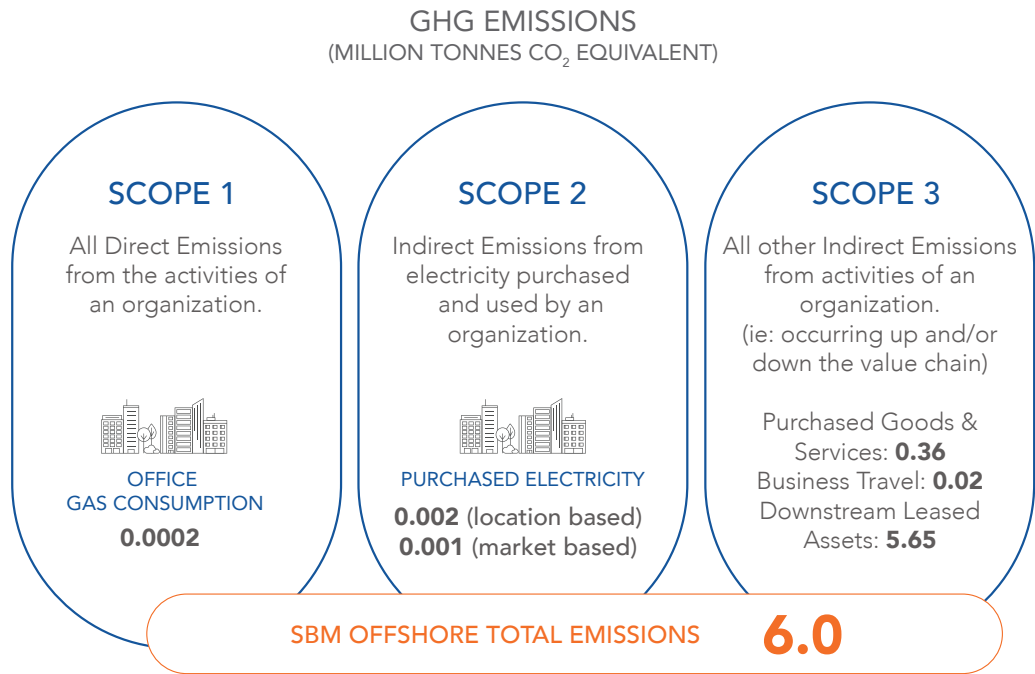 GHG EMISSIONS
(MILLION TONNES CO₂ EQUIVALENT)
SCOPE 1
All Direct Emissions
from the activities of
an organization.
OFFICE
GAS CONSUMPTION
0.0002
SCOPE 2
Indirect Emissions from
electricity purchased
and used by an
organization.
PURCHASED ELECTRICITY
0.002 (location based)
0.001 (market based)
SCOPE 3
All other Indirect Emissions
from activities of an
organization.
(ie: occurring up and/or
down the value chain)
Purchased Goods &
Services: 0.36
Business Travel: 0.02
Downstream Leased
Assets: 5.65
SBM OFFSHORE TOTAL EMISSIONS 6.0